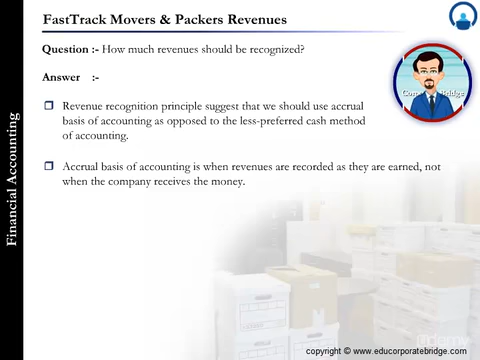 FastTrack Movers & Packers Revenues
Question :- How much revenues should be recognized?
Answer :-
Revenue recognition principle suggest that we should use accrual
basis of accounting as opposed to the less-preferred cash method
of accounting.
Accrual basis of accounting is when revenues are recorded as they are earned, not
when the company receives the money.
Financial Accounting
copyright © www.educorporatebridge.com